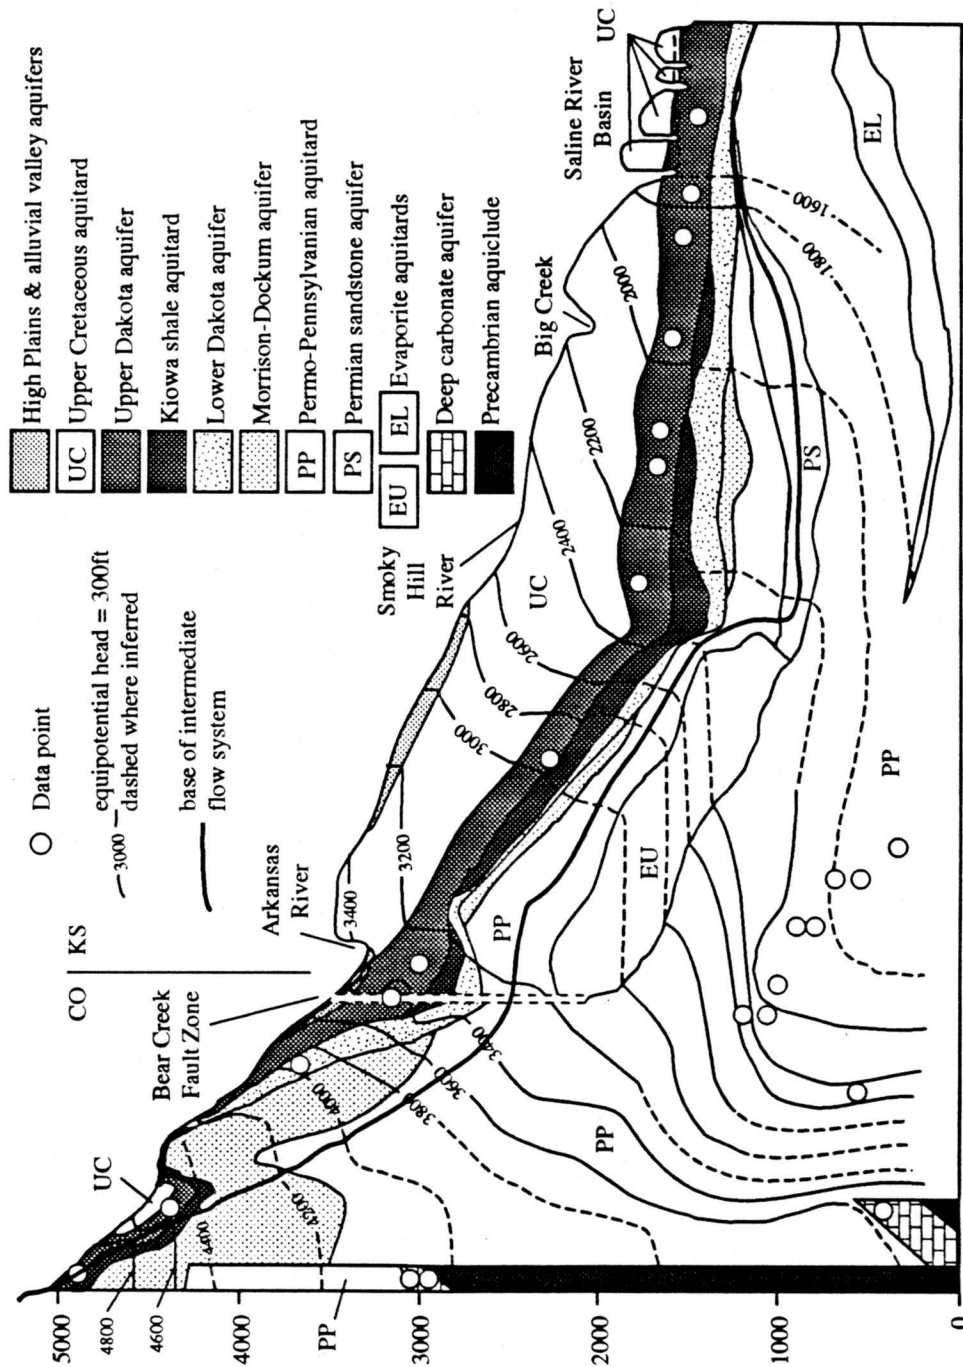 High Plains & alluvial valley aquifers
UC
Upper Cretaceous aquitard
Upper Dakota aquifer
Kiowa shale aquitard
Lower Dakota aquifer
Morrison-Dockum aquifer
PP
Permo-Pennsylvanian aquitard
PS
Permian sandstone aquifer
EU
EL
Evaporite aquitards
Deep carbonate aquifer
Precambrian aquiclude
Data point
3000
equipotential head = 300ft
dashed where inferred
base of intermediate
flow system
CO
KS
Bear Creek
Fault Zone
Arkansas
River
Smoky
Hill
River
Big Creek
Saline River
Basin
UC
UC
UC
5000
4800
4600
4000
3000
2000
1000
0
PP
4400
4200
4000
3800
3600
3400
3400
3200
3000
2800
2600
2400
2200
2000
1800
1600
PP
PP
EU
PP
PS
EL